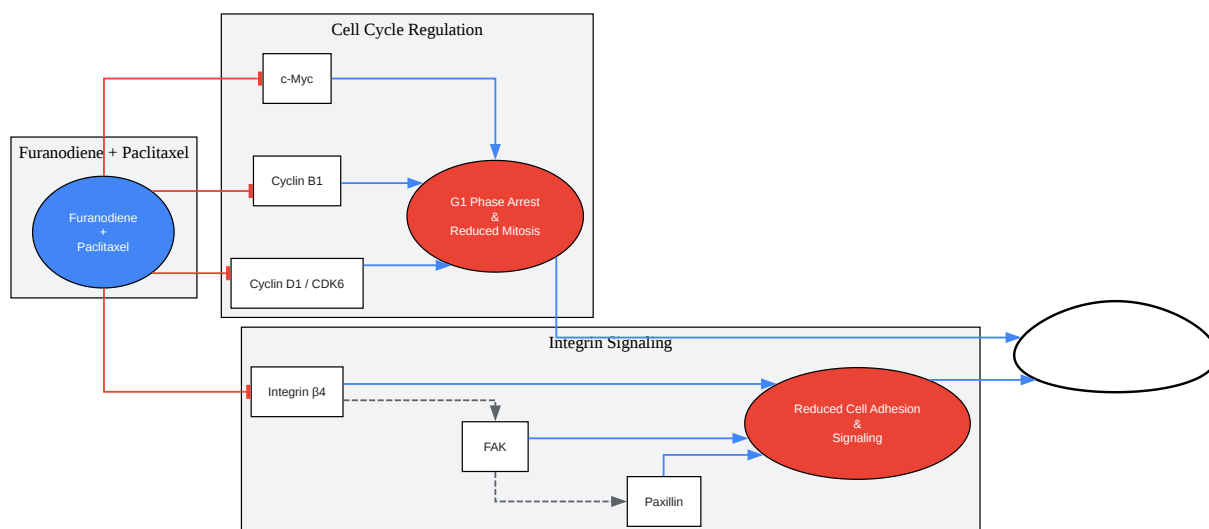 Cell Cycle Regulation
c-Myc
Furanodiene + Paclitaxel
Cyclin B1
Furanodiene
+
Paclitaxel
G1 Phase Arrest
&
Reduced Mitosis
Cyclin D1 / CDK6
Integrin Signaling
Integrin β4
Reduced Cell Adhesion
&
Signaling
FAK
Paxillin